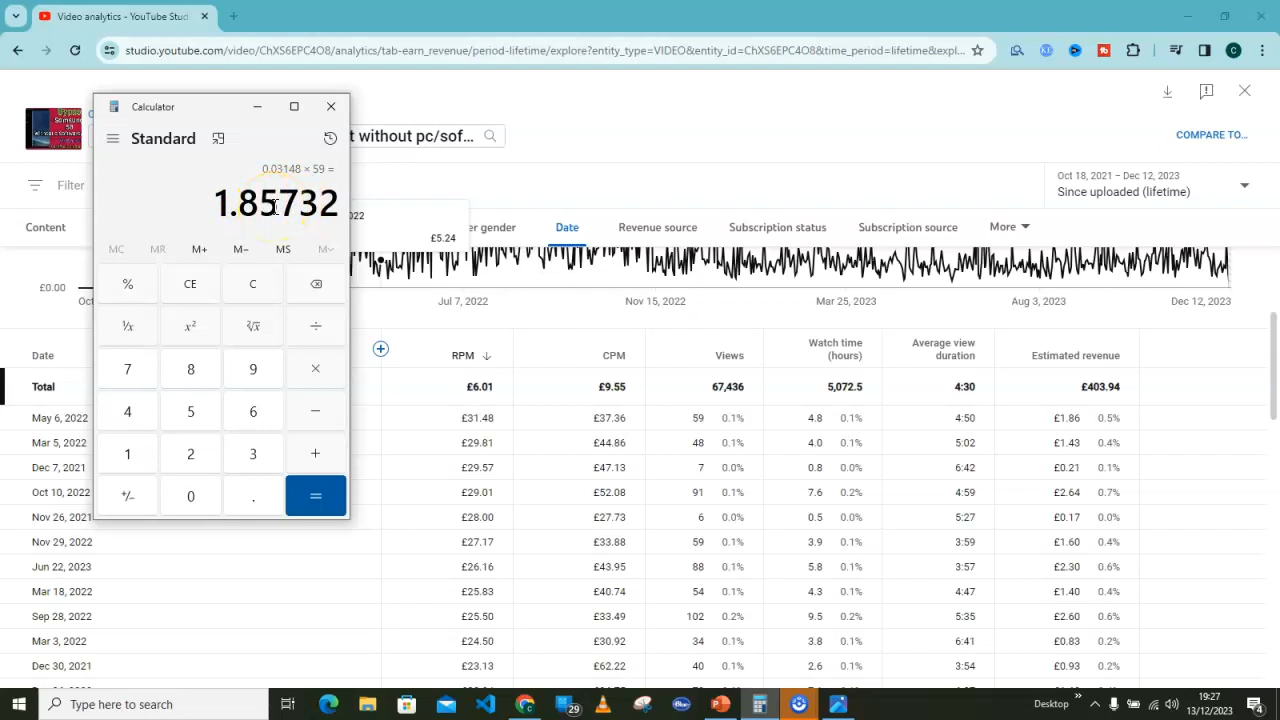 Video analytics - YouTube Studi
studio.youtube.com/video/ChXS6EPC4O8/analytics/tab-earn_revenue/period-lifetime/explore?entity_type=VIDEO&entity_id=ChXS6EPC4O8&time_period=lifetime&expl...
Calculator
Standard
t without pc/sof...
COMPARE TO...
0.03148 × 59 =
1.85732
Filter
Oct 18, 2021 – Dec 12, 2023
Since uploaded (lifetime)
022
£5.24
Content
er gender
Date
Revenue source
Subscription status
Subscription source
More
MC MR M+ M− MS M
% CE C
¹/x x² ²√x ÷
7 8 9 ×
4 5 6 −
1 2 3 +
+/− 0 . =
£0.00
Jul 7, 2022
Nov 15, 2022
Mar 25, 2023
Aug 3, 2023
Dec 12, 2023
Date RPM CPM Views Watch time (hours) Average view duration Estimated revenue
Total £6.01 £9.55 67,436 5,072.5 4:30 £403.94
May 6, 2022 £31.48 £37.36 59 0.1% 4.8 0.1% 4:50 £1.86 0.5%
Mar 5, 2022 £29.81 £44.86 48 0.1% 4.0 0.1% 5:02 £1.43 0.4%
Dec 7, 2021 £29.57 £47.13 7 0.0% 0.8 0.0% 6:42 £0.21 0.1%
Oct 10, 2022 £29.01 £52.08 91 0.1% 7.6 0.2% 4:59 £2.64 0.7%
Nov 26, 2021 £28.00 £27.73 6 0.0% 0.5 0.0% 5:27 £0.17 0.0%
Nov 29, 2022 £27.17 £33.88 59 0.1% 3.9 0.1% 3:59 £1.60 0.4%
Jun 22, 2023 £26.16 £43.95 88 0.1% 5.8 0.1% 3:57 £2.30 0.6%
Mar 18, 2022 £25.83 £40.74 54 0.1% 4.3 0.1% 4:47 £1.40 0.4%
Sep 28, 2022 £25.50 £33.49 102 0.2% 9.5 0.2% 5:35 £2.60 0.6%
Mar 3, 2022 £24.50 £30.92 34 0.1% 3.8 0.1% 6:41 £0.83 0.2%
Dec 30, 2021 £23.13 £62.22 40 0.1% 2.6 0.1% 3:54 £0.93 0.2%
Type here to search
29
Desktop
19:27
13/12/2023
4